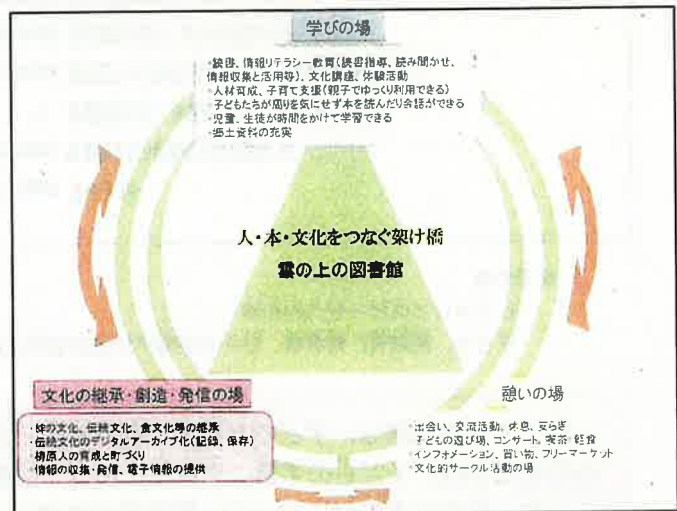 学びの場
・読書、情報リテラシー教育(読書指導、読み聞かせ、
情報収集と活用等)、文化講座、体験活動
・人材育成、子育て支援(親子でゆっくり利用できる)
・子どもたちが周りを気にせず本を読んだり会話ができる
・児童、生徒が時間をかけて学習できる
・郷土資料の充実
人・本・文化をつなぐ架け橋
雲の上の図書館
文化の継承・創造・発信の場
・伝統文化、食文化等の継承
・伝統文化のデジタルアーカイブ化(記録、保存)
・梼原人の育成と町づくり
・情報の収集・発信、電子情報の提供
憩いの場
・出会い、交流活動、休息、安らぎ
子どもの遊び場、コンサート、喫茶・軽食
・インフォメーション、買い物、フリーマーケット
・文化的サークル活動の場